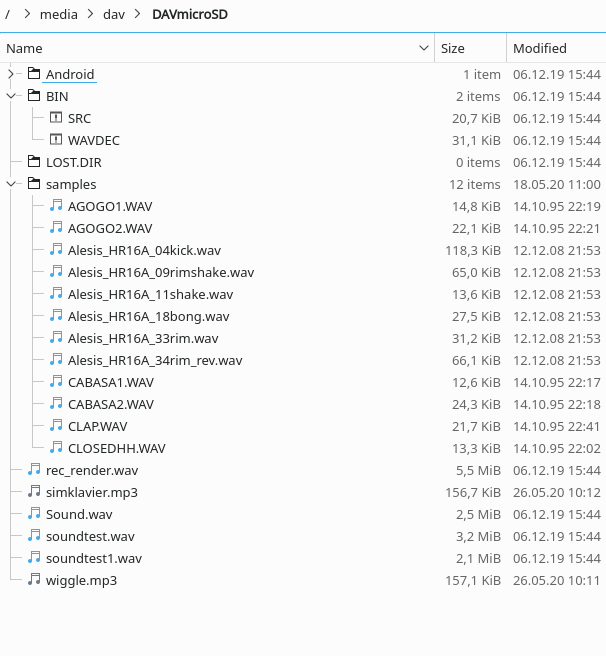 / > media > dav > DAVmicroSD
Name Size Modified
Android 1 item 06.12.19 15:44
BIN 2 items 06.12.19 15:44
SRC 20,7 KiB 06.12.19 15:44
WAVDEC 31,1 KiB 06.12.19 15:44
LOST.DIR 0 items 06.12.19 15:44
samples 12 items 18.05.20 11:00
AGOGO1.WAV 14,8 KiB 14.10.95 22:19
AGOGO2.WAV 22,1 KiB 14.10.95 22:21
Alesis_HR16A_04kick.wav 118,3 KiB 12.12.08 21:53
Alesis_HR16A_09rimshake.wav 65,0 KiB 12.12.08 21:53
Alesis_HR16A_11shake.wav 13,6 KiB 12.12.08 21:53
Alesis_HR16A_18bong.wav 27,5 KiB 12.12.08 21:53
Alesis_HR16A_33rim.wav 31,2 KiB 12.12.08 21:53
Alesis_HR16A_34rim_rev.wav 66,1 KiB 12.12.08 21:53
CABASA1.WAV 12,6 KiB 14.10.95 22:17
CABASA2.WAV 24,3 KiB 14.10.95 22:18
CLAP.WAV 21,7 KiB 14.10.95 22:41
CLOSEDHH.WAV 13,3 KiB 14.10.95 22:02
rec_render.wav 5,5 MiB 06.12.19 15:44
simklavier.mp3 156,7 KiB 26.05.20 10:12
Sound.wav 2,5 MiB 06.12.19 15:44
soundtest.wav 3,2 MiB 06.12.19 15:44
soundtest1.wav 2,1 MiB 06.12.19 15:44
wiggle.mp3 157,1 KiB 26.05.20 10:11